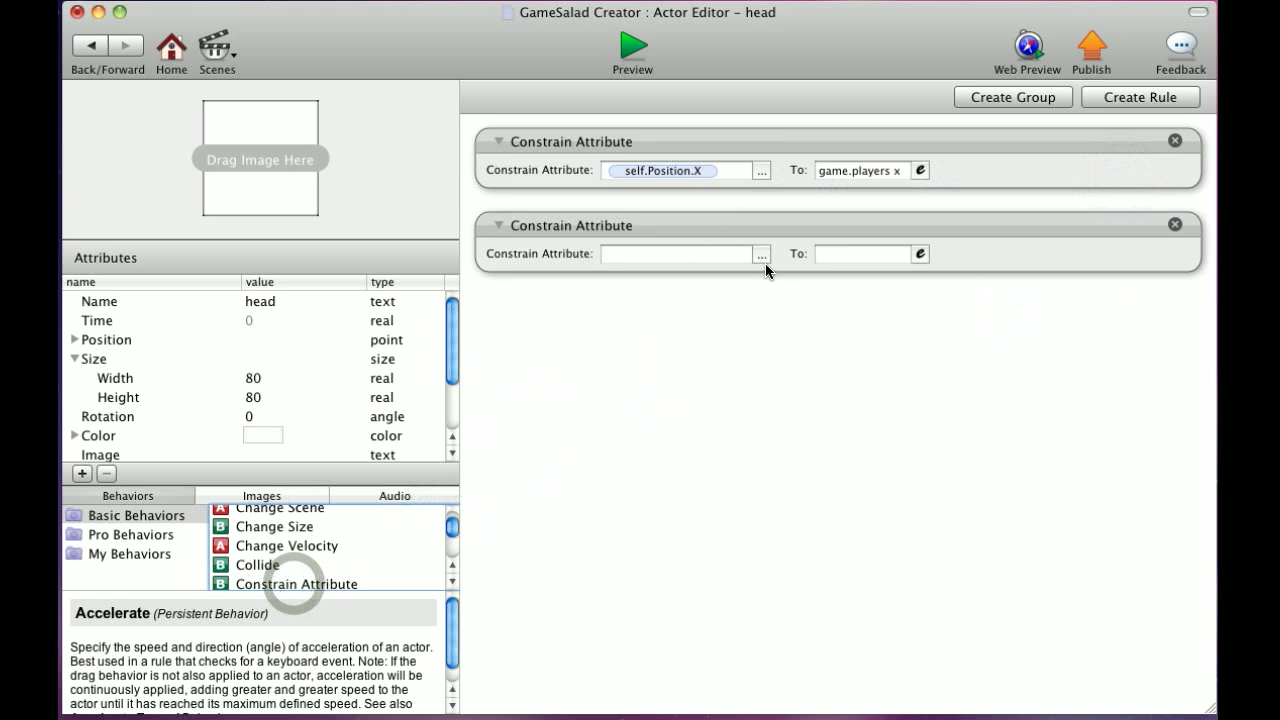 GameSalad Creator : Actor Editor – head
Back/Forward Home Scenes Preview Web Preview Publish Feedback
Create Group Create Rule
Drag Image Here
Constrain Attribute
Constrain Attribute: self.Position.X ... To: game.players x e
Constrain Attribute
Constrain Attribute: ... To: e
Attributes
name value type
Name head text
Time 0 real
Position point
Size size
Width 80 real
Height 80 real
Rotation 0 angle
Color color
Image text
+ −
Behaviors Images Audio
Basic Behaviors
Pro Behaviors
My Behaviors
A Change Scene
B Change Size
A Change Velocity
B Collide
B Constrain Attribute
Accelerate (Persistent Behavior)
Specify the speed and direction (angle) of acceleration of an actor.
Best used in a rule that checks for a keyboard event. Note: If the
drag behavior is not also applied to an actor, acceleration will be
continuously applied, adding greater and greater speed to the
actor until it has reached its maximum defined speed. See also